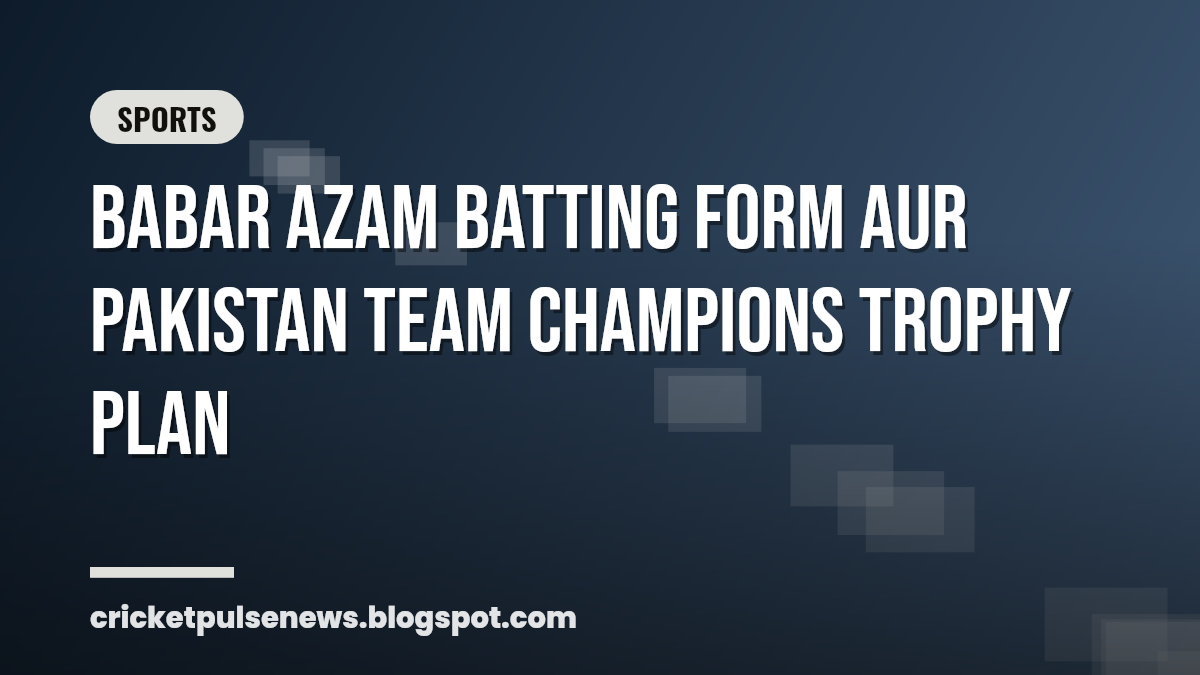 SPORTS
BABAR AZAM BATTING FORM AUR
PAKISTAN TEAM CHAMPIONS TROPHY
PLAN
cricketpulsenews.blogspot.com